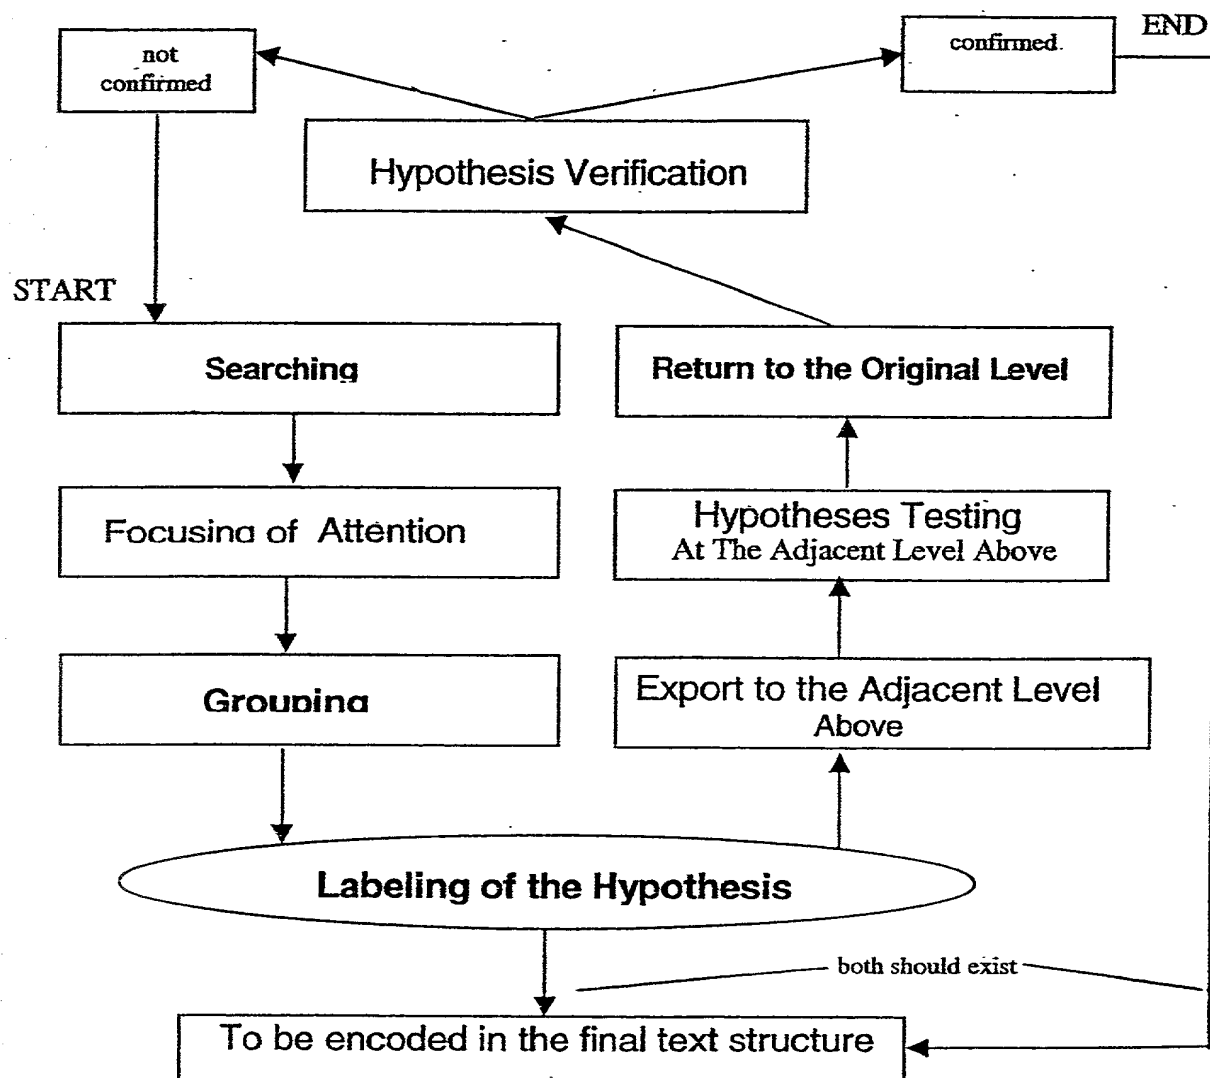 END
not
confirmed
confirmed.
Hypothesis Verification
START
Searching
Return to the Original Level
Focusing of Attention
Hypotheses Testing
At The Adjacent Level Above
Grouping
Export to the Adjacent Level
Above
Labeling of the Hypothesis
both should exist
To be encoded in the final text structure